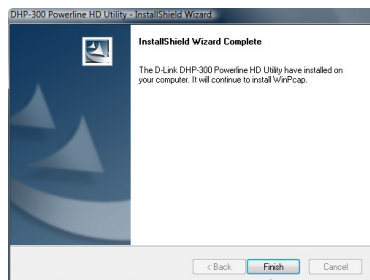 DHP-300 Powerline HD Utility - InstallShield Wizard
InstallShield Wizard Complete
The D-Link DHP-300 Powerline HD Utility have installed on
your computer. It will continue to install WinPcap.
< Back
Finish
Cancel